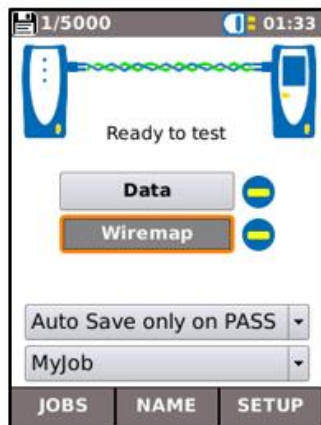 1/5000 01:33
Ready to test
Data
Wiremap
Auto Save only on PASS
MyJob
JOBS NAME SETUP